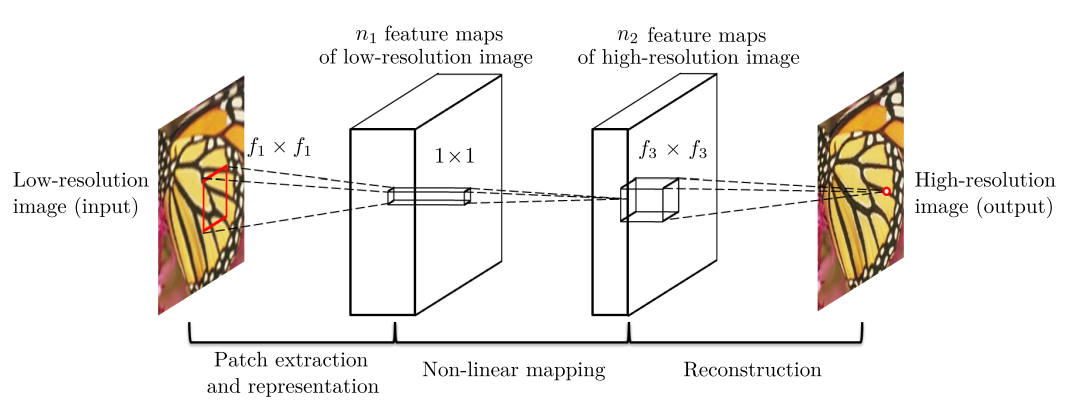 n₁ feature maps
of low-resolution image
n₂ feature maps
of high-resolution image
f₁ × f₁
1×1
f₃ × f₃
Low-resolution
image (input)
High-resolution
image (output)
Patch extraction
and representation
Non-linear mapping
Reconstruction